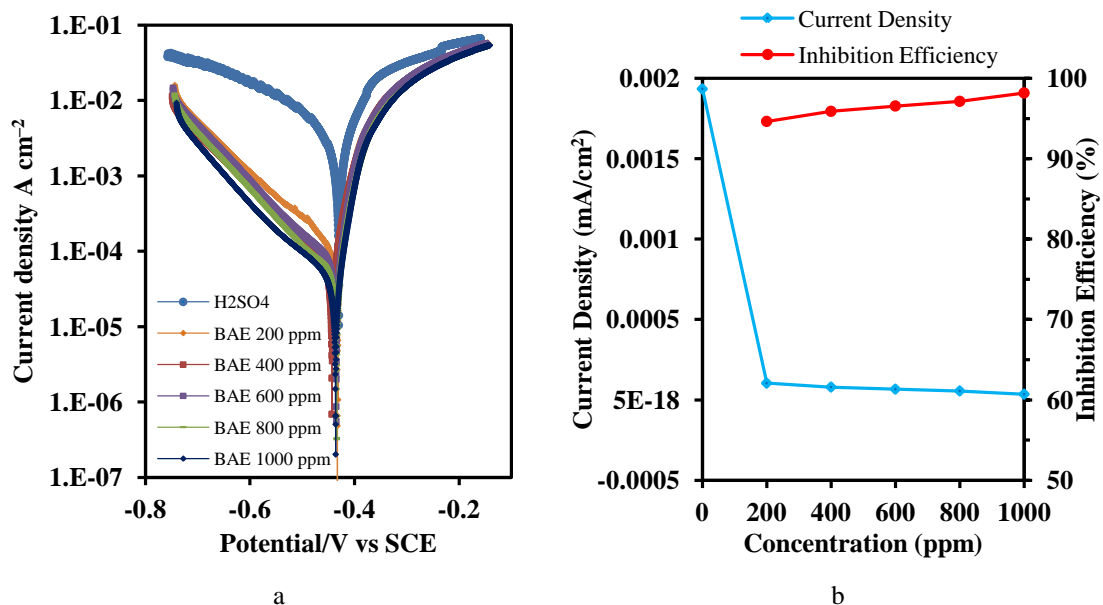 1.E-01
1.E-02
1.E-03
1.E-04
1.E-05
1.E-06
1.E-07
Current density A cm⁻²
H2SO4
BAE 200 ppm
BAE 400 ppm
BAE 600 ppm
BAE 800 ppm
BAE 1000 ppm
-0.8 -0.6 -0.4 -0.2
Potential/V vs SCE
a
Current Density
Inhibition Efficiency
0.002
0.0015
0.001
0.0005
5E-18
-0.0005
Current Density (mA/cm²)
100
90
80
70
60
50
Inhibition Efficiency (%)
0 200 400 600 800 1000
Concentration (ppm)
b